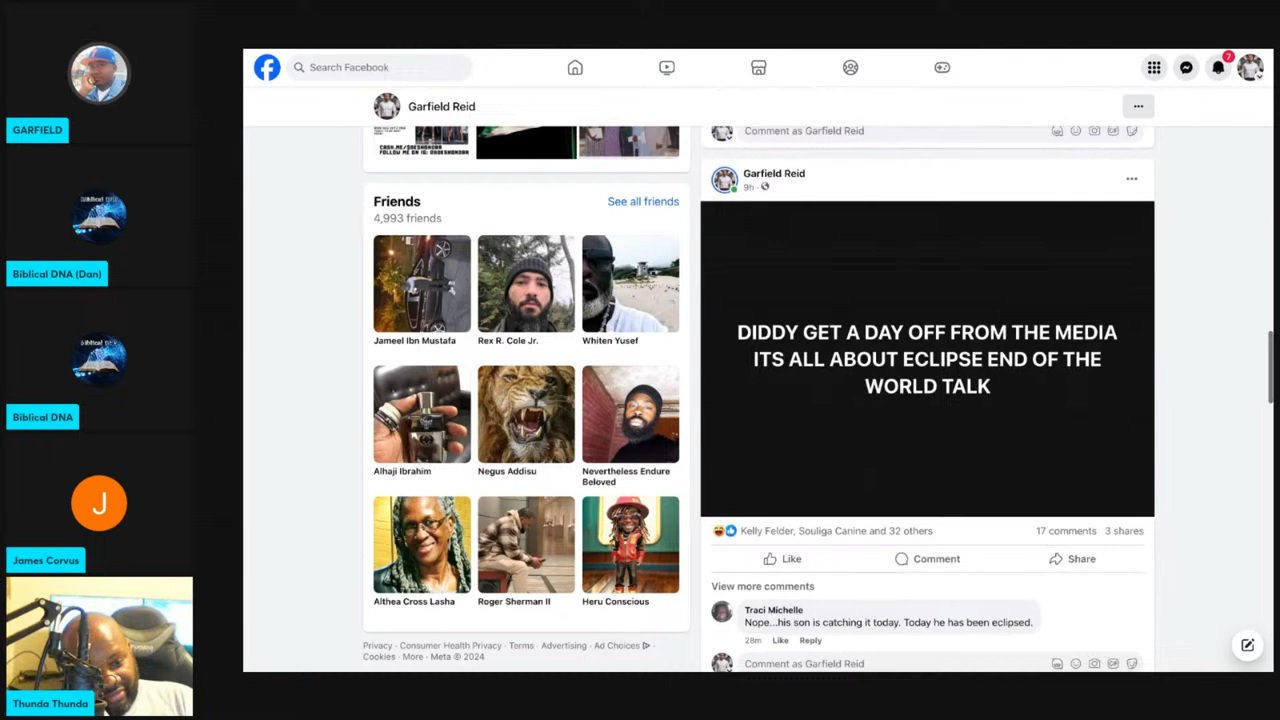 GARFIELD
Biblical DNA (Dan)
Biblical DNA
J
James Corvus
Thunda Thunda
Search Facebook
7
Garfield Reid
CASH.ME/$DESHONDBA
Comment as Garfield Reid
Friends
See all friends
4,993 friends
Jameel Ibn Mustafa
Rex R. Cole Jr.
Whiten Yusef
Alhaji Ibrahim
Negus Addisu
Nevertheless Endure
Beloved
Althea Cross Lasha
Roger Sherman II
Heru Conscious
Privacy · Consumer Health Privacy · Terms · Advertising · Ad Choices
Cookies · More · Meta © 2024
Garfield Reid
9h
DIDDY GET A DAY OFF FROM THE MEDIA
ITS ALL ABOUT ECLIPSE END OF THE
WORLD TALK
Kelly Felder, Souliga Canine and 32 others
17 comments 3 shares
Like
Comment
Share
View more comments
Traci Michelle
Nope...his son is catching it today. Today he has been eclipsed.
28m Like Reply
Comment as Garfield Reid